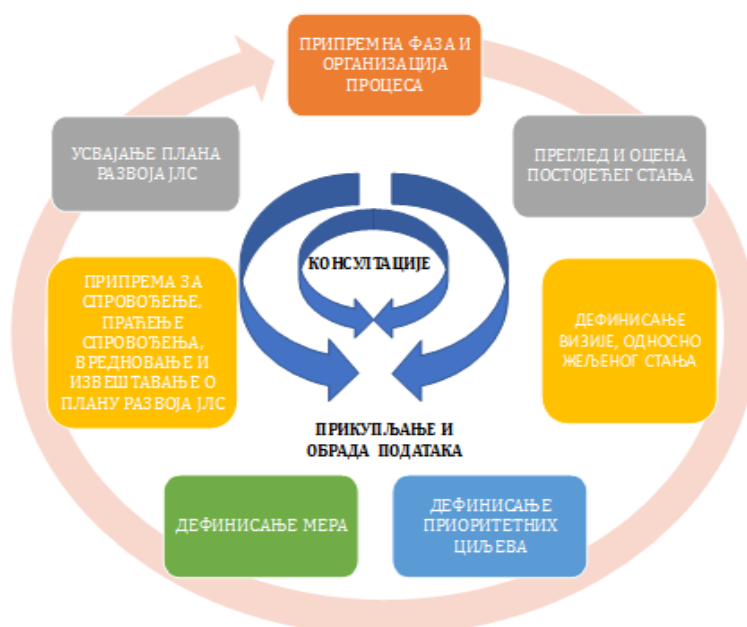 ПРИПРЕМНА ФАЗА И
ОРГАНИЗАЦИЈА
ПРОЦЕСА
ПРЕГЛЕД И ОЦЕНА
ПОСТОЈЕЋЕГ СТАЊА
ДЕФИНИСАЊЕ
ВИЗИЈЕ, ОДНОСНО
ЖЕЉЕНОГ СТАЊА
ДЕФИНИСАЊЕ
ПРИОРИТЕТНИХ
ЦИЉЕВА
ДЕФИНИСАЊЕ МЕРА
ПРИПРЕМА ЗА
СПРОВОЂЕЊЕ,
ПРАЋЕЊЕ
СПРОВОЂЕЊА,
ВРЕДНОВАЊЕ И
ИЗВЕШТАВАЊЕ О
ПЛАНУ РАЗВОЈА ЈЛС
УСВАЈАЊЕ ПЛАНА
РАЗВОЈА ЈЛС
КОНСУЛТАЦИЈЕ
ПРИКУПЉАЊЕ И
ОБРАДА ПОДАТАКА